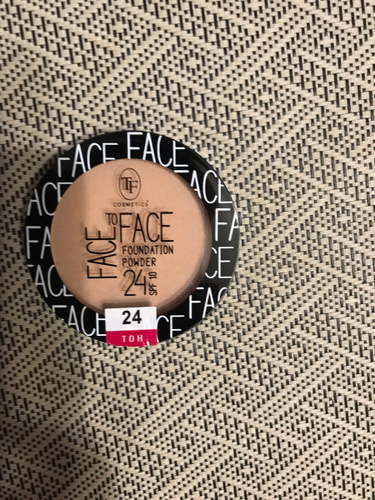 FACE FACE
FACE
FACE
FACE
FACE
TF
COSMETICS
FACE TO FACE
FOUNDATION
POWDER
24 SPF 10
24
ТОН